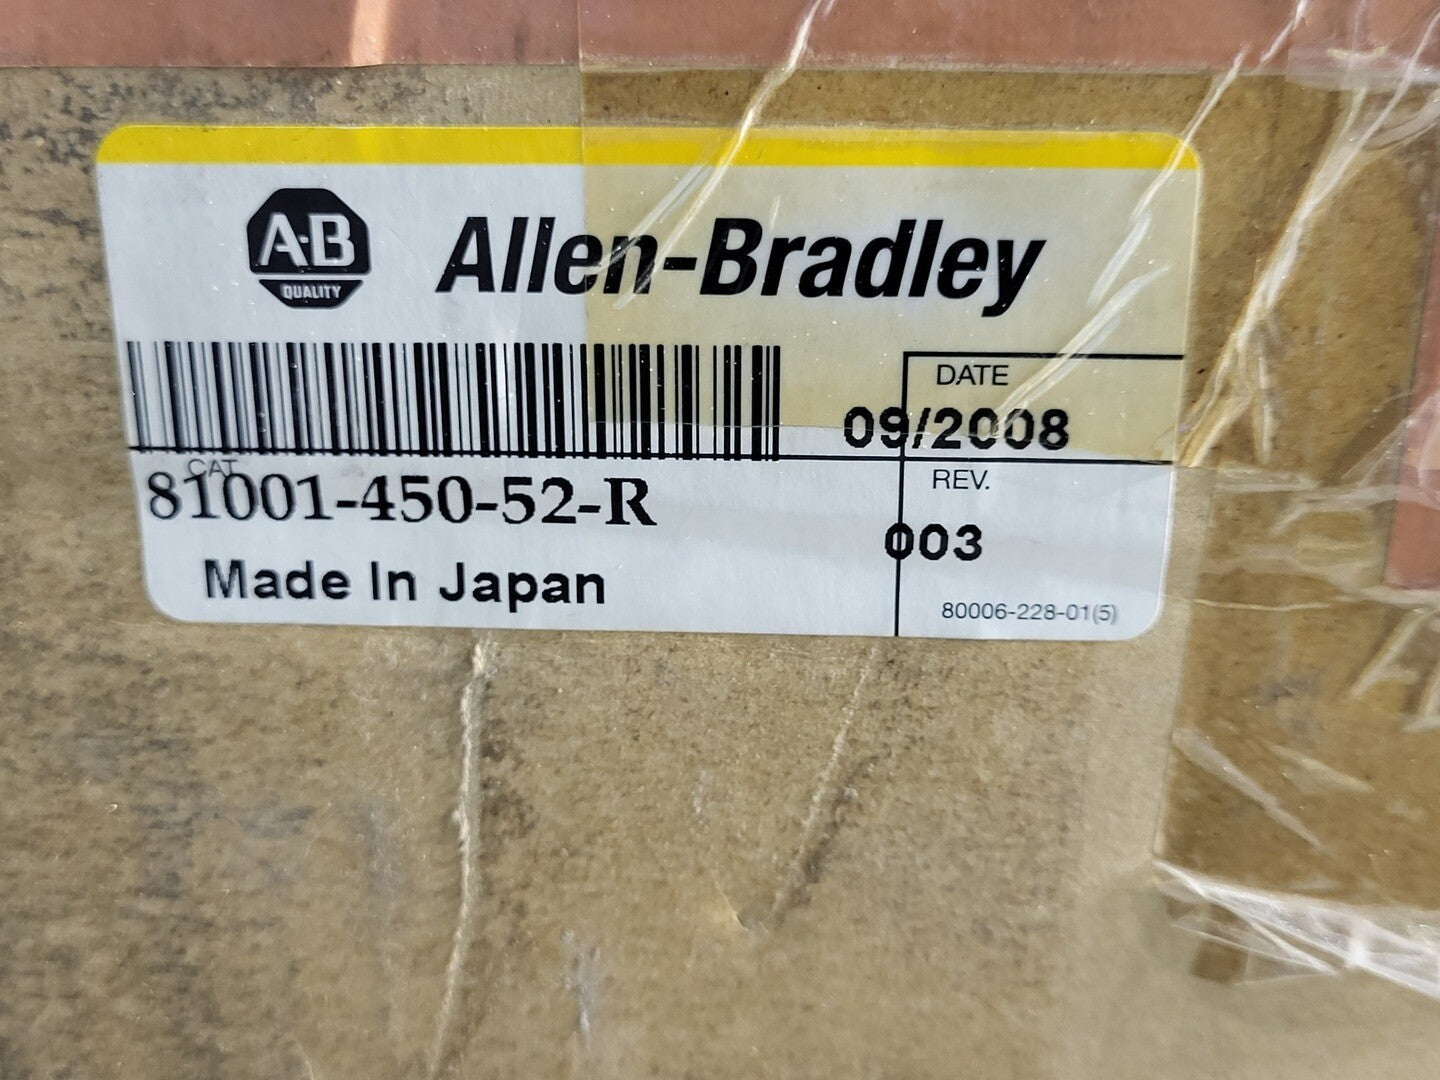 A-B
QUALITY
Allen-Bradley
DATE
09/2008
CAT
81001-450-52-R
REV.
003
Made In Japan
80006-228-01(5)